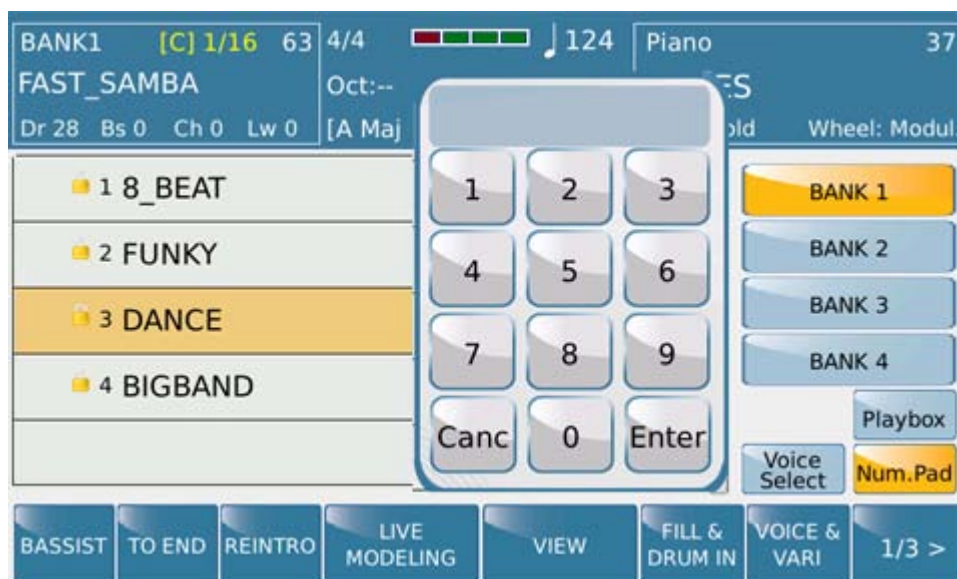 BANK1 [C] 1/16 63 4/4 124 Piano 37
FAST_SAMBA Oct:--
Dr 28 Bs 0 Ch 0 Lw 0 [A Maj Wheel: Modul.
1 8_BEAT
2 FUNKY
3 DANCE
4 BIGBAND
1 2 3
4 5 6
7 8 9
Canc 0 Enter
BANK 1
BANK 2
BANK 3
BANK 4
Playbox
Voice
Select
Num.Pad
BASSIST TO END REINTRO LIVE
MODELING
VIEW
FILL &
DRUM IN
VOICE &
VARI
1/3 >